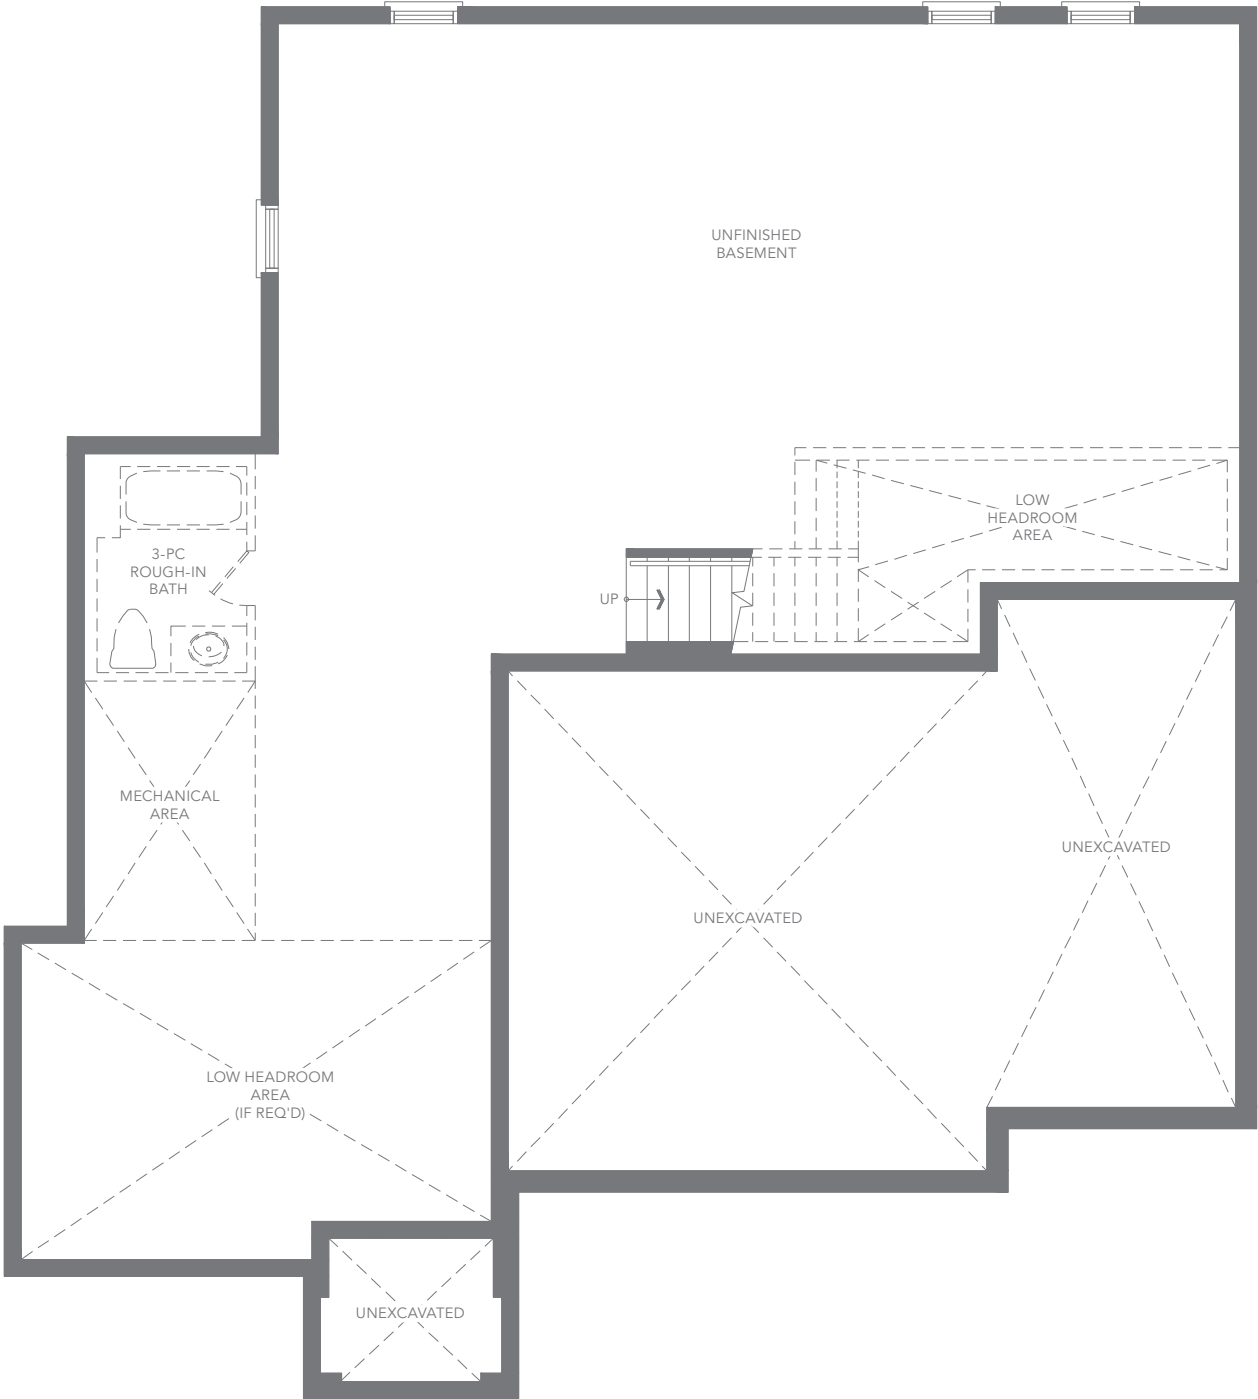 UNFINISHED
BASEMENT
LOW
HEADROOM
AREA
3-PC
ROUGH-IN
BATH
UP
MECHANICAL
AREA
UNEXCAVATED
UNEXCAVATED
LOW HEADROOM
AREA
(IF REQ'D)
UNEXCAVATED